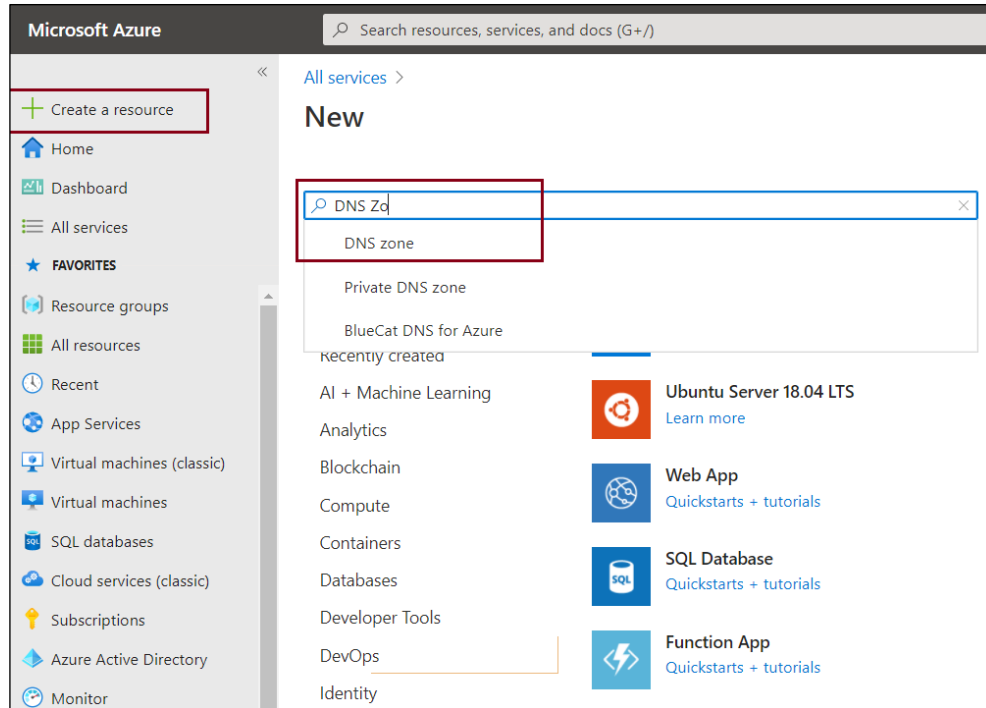 Microsoft Azure
Search resources, services, and docs (G+/)
Create a resource
Home
Dashboard
All services
FAVORITES
Resource groups
All resources
Recent
App Services
Virtual machines (classic)
Virtual machines
SQL databases
Cloud services (classic)
Subscriptions
Azure Active Directory
Monitor
All services >
New
DNS Zo
DNS zone
Private DNS zone
BlueCat DNS for Azure
Recently created
AI + Machine Learning
Analytics
Blockchain
Compute
Containers
Databases
Developer Tools
DevOps
Identity
Ubuntu Server 18.04 LTS
Learn more
Web App
Quickstarts + tutorials
SQL Database
Quickstarts + tutorials
Function App
Quickstarts + tutorials
SQL
SQL